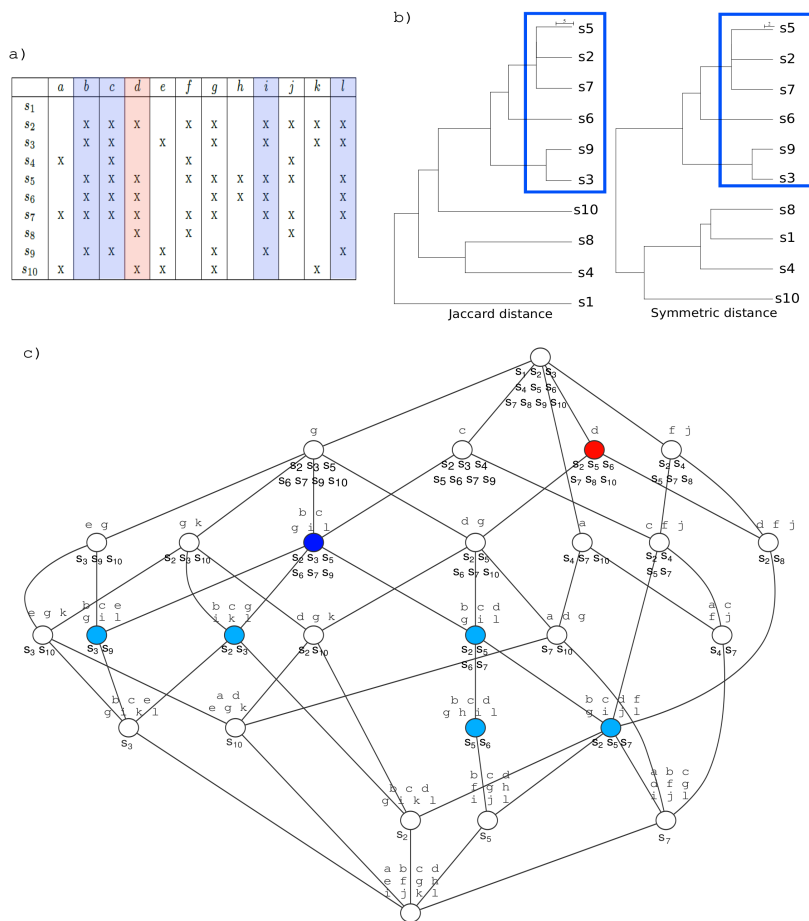 a)
a b c d e f g h i j k l
s1
s2 x x x x x x x x x
s3 x x x x x x x
s4 x x x x
s5 x x x x x x x x x
s6 x x x x x x x
s7 x x x x x x x x x
s8 x x x
s9 x x x x x x
s10 x x x x x
b)
s5
s2
s7
s6
s9
s3
s10
s8
s4
s1
Jaccard distance
s5
s2
s7
s6
s9
s3
s8
s1
s4
s10
Symmetric distance
c)
s1 s2 s3
s4 s5 s6
s7 s8 s9 s10
g
s2 s3 s5
s6 s7 s9 s10
c
s2 s3 s4
s5 s6 s7 s9
d
s2 s5 s6
s7 s8 s10
f j
s2 s4
s5 s7 s8
e g
s3 s9 s10
g k
s2 s3 s10
b c
g i l
s2 s3 s5
s6 s7 s9
d g
s2 s5
s6 s7 s10
a
s4 s7 s10
c f j
s2 s4
s5 s7
d f j
s2 s8
e g k
s3 s10
b c e
g i l
s3 s9
b c g
i k l
s2 s3
d g k
s2 s10
b c d
g i l
s2 s5
s6 s7
a d g
s7 s10
a c
f j
s4 s7
b c e
g i k l
s3
a d
e g k
s10
b c d
g h i l
s5 s6
b c d f
g i j l
s2 s5 s7
b c d
g i k l
s2
b c d
f g h
i j l
s5
a b c
d f g
i j l
s7
a b c d
e f g h
i j k l